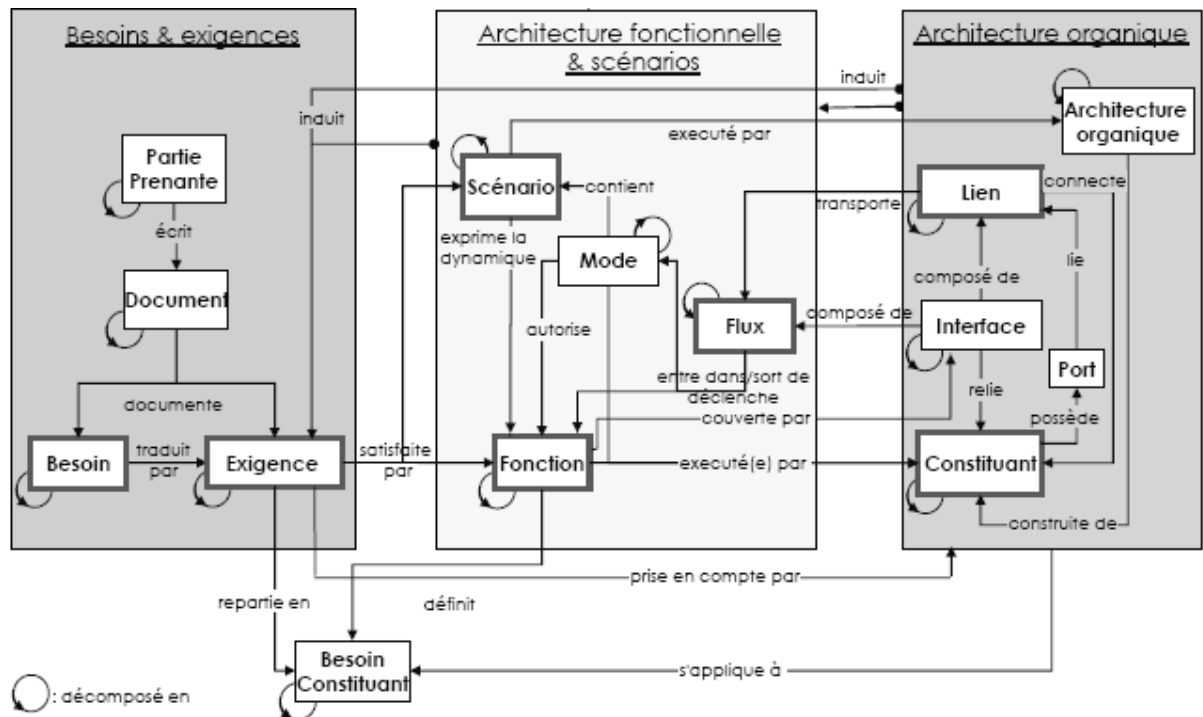 Besoins & exigences
Architecture fonctionnelle
& scénarios
Architecture organique
induit
induit
executé par
Architecture
organique
Partie
Prenante
écrit
Document
documente
Besoin
traduit
par
Exigence
satisfaite
par
Scénario
contient
exprime la
dynamique
Mode
autorise
Flux
entre dans/sort de
déclenche
couverte par
Fonction
executé(e) par
Lien
connecte
transporte
lie
composé de
composé de
Interface
Port
relie
possède
Constituant
construite de
prise en compte par
repartie en
définit
Besoin
Constituant
s'applique à
: décomposé en